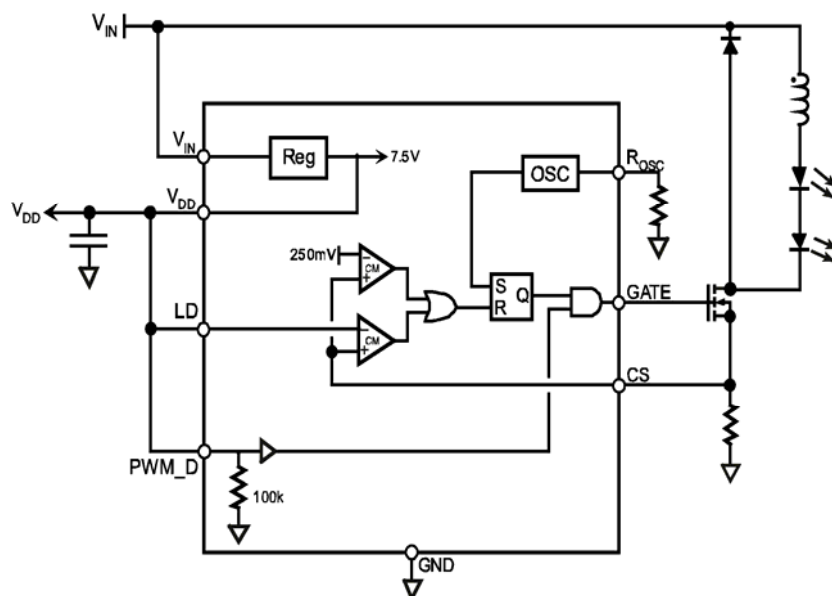 VIN
VIN
Reg
7.5V
OSC
ROSC
VDD
VDD
250mV
CM
LD
CM
S
Q
R
GATE
CS
PWM_D
100k
GND